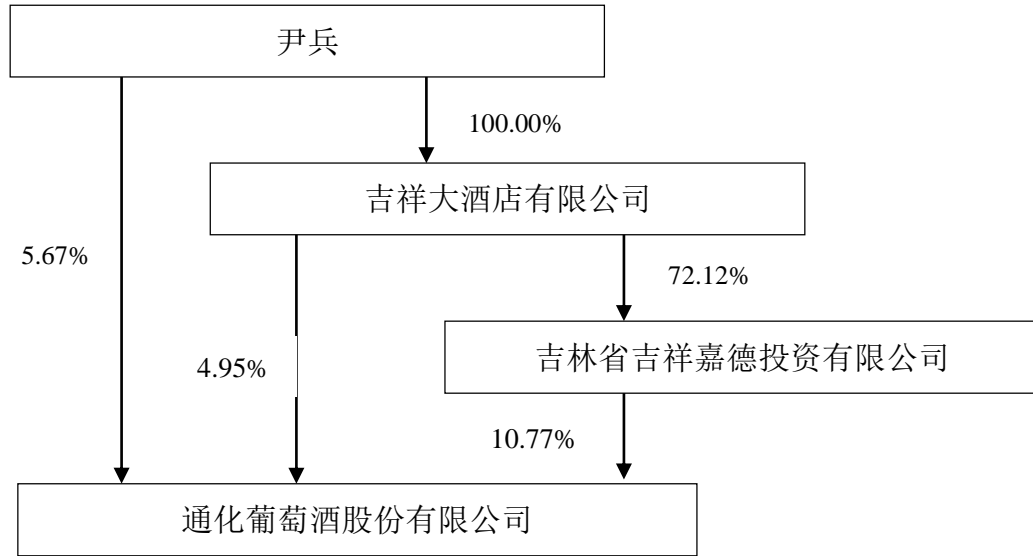 尹兵
100.00%
吉祥大酒店有限公司
5.67%
72.12%
4.95%
吉林省吉祥嘉德投资有限公司
10.77%
通化葡萄酒股份有限公司